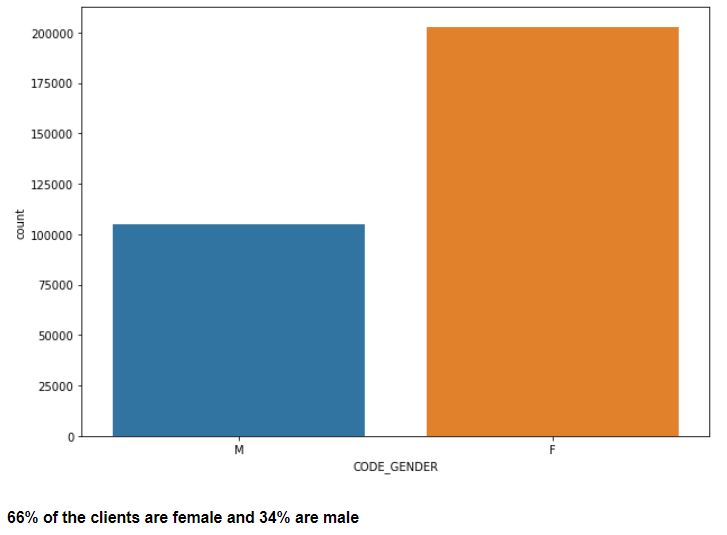 200000
175000
150000
125000
100000
75000
50000
25000
0
count
M F
CODE_GENDER
66% of the clients are female and 34% are male